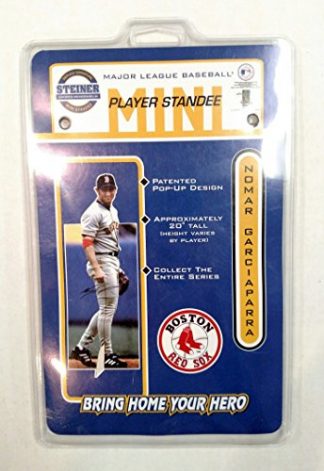 STEINER
MAJOR LEAGUE BASEBALL
MINI
PLAYER STANDEE
PATENTED
POP-UP DESIGN
APPROXIMATELY
20" TALL
(HEIGHT VARIES
BY PLAYER)
COLLECT THE
ENTIRE SERIES
NOMAR GARCIAPARRA
BOSTON
RED SOX
BRING HOME YOUR HERO